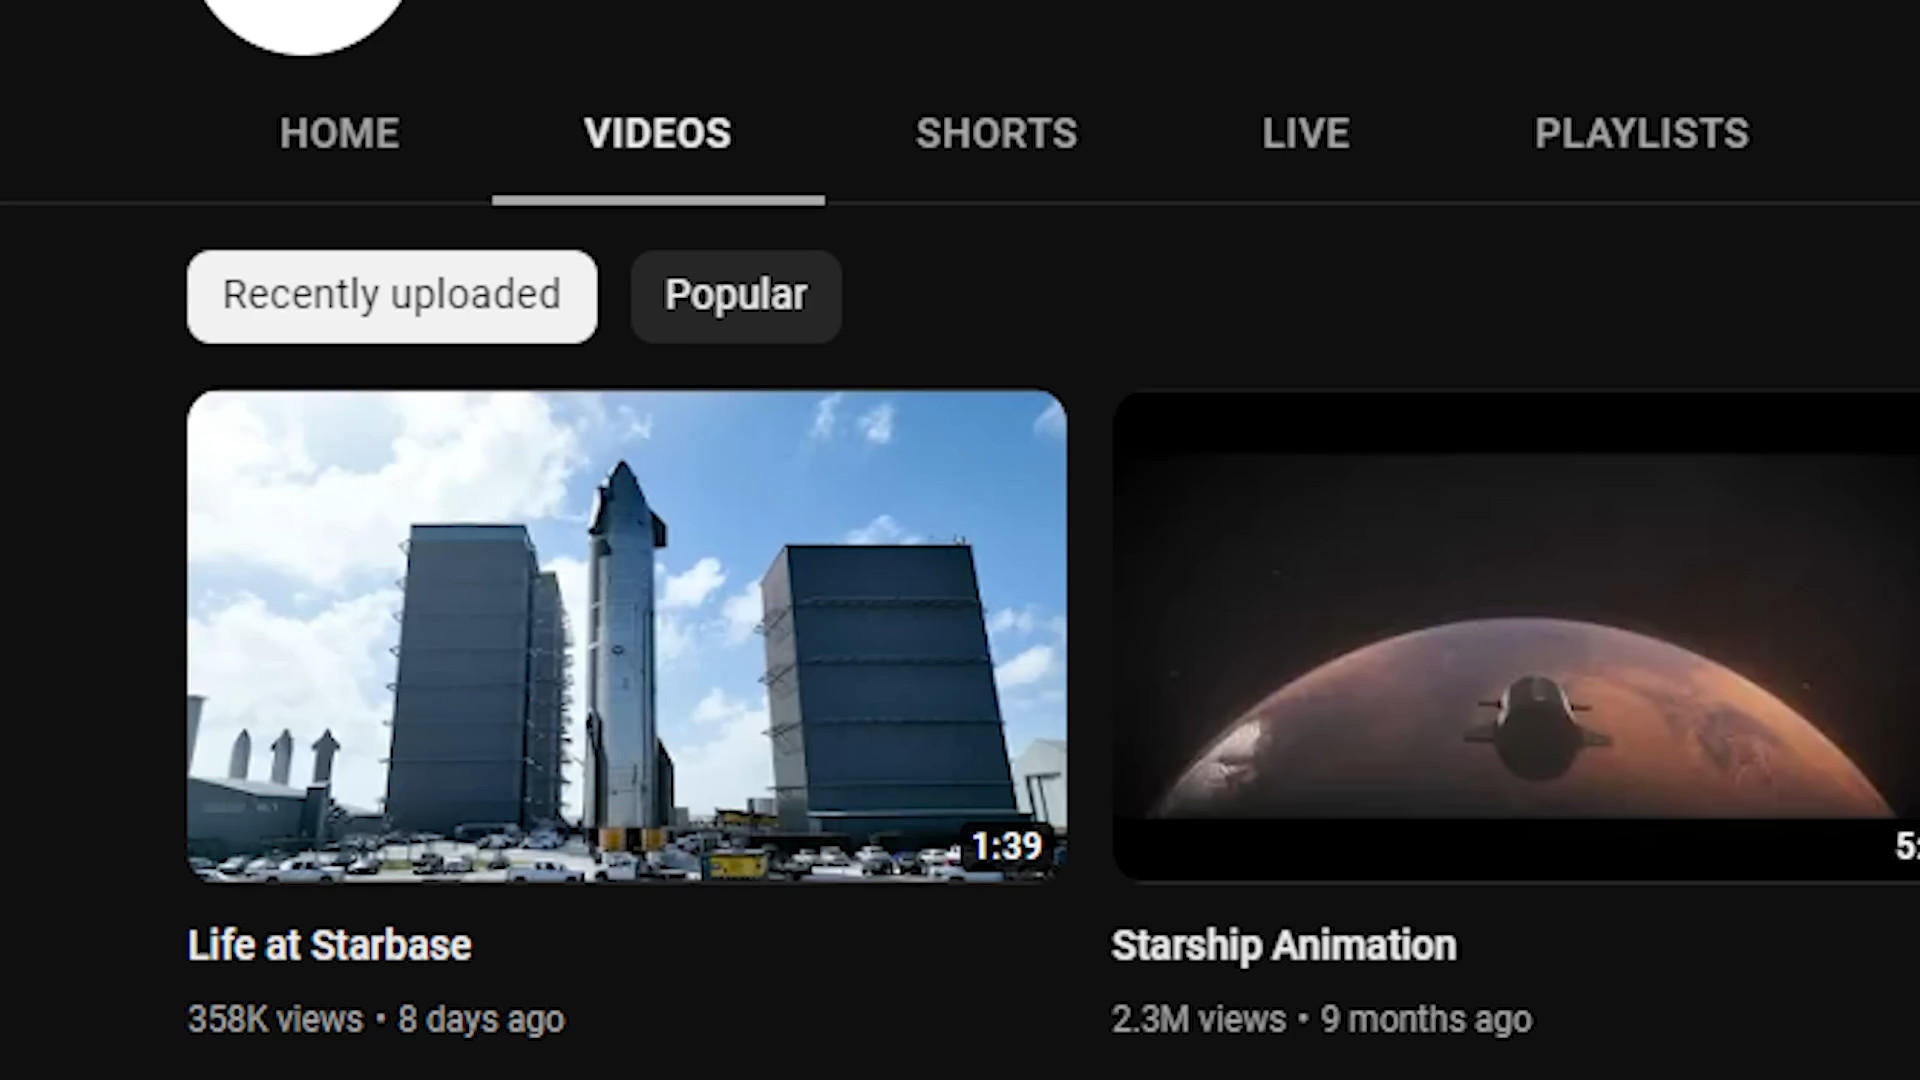 HOME VIDEOS SHORTS LIVE PLAYLISTS
Recently uploaded Popular
1:39
Life at Starbase
358K views • 8 days ago
Starship Animation
2.3M views • 9 months ago